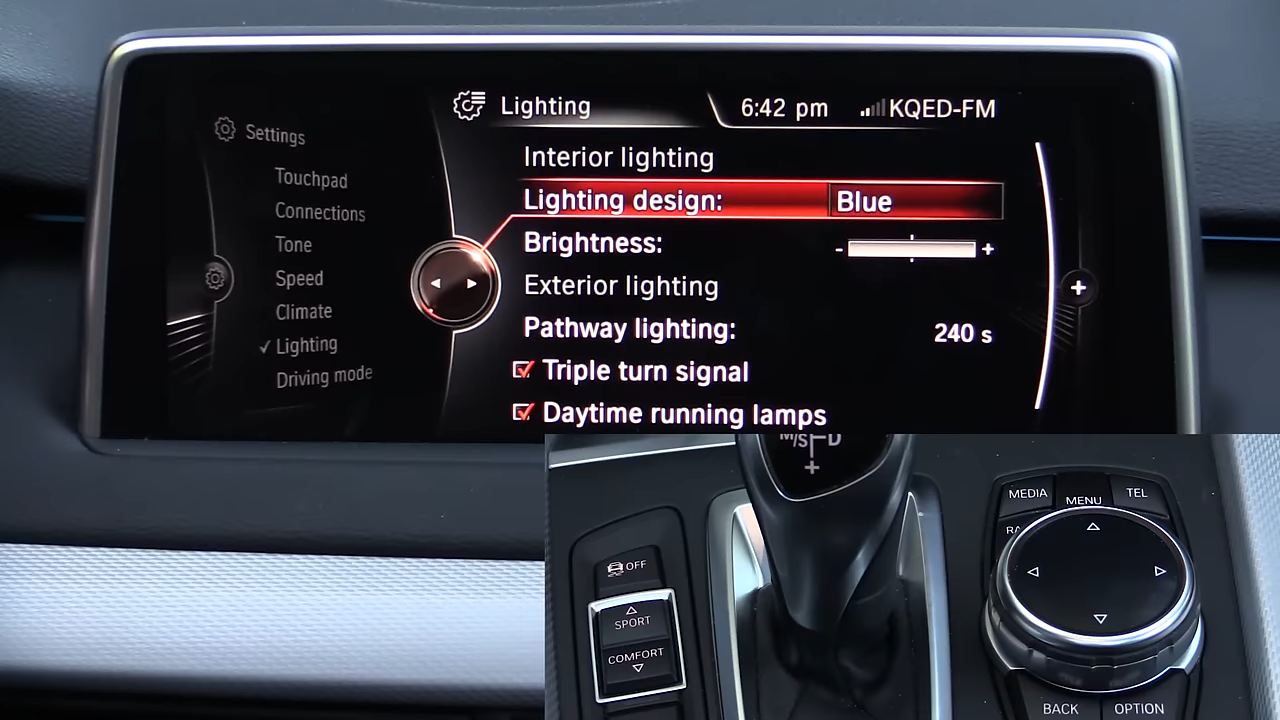 Lighting
6:42 pm
KQED-FM
Settings
Touchpad
Connections
Tone
Speed
Climate
✓ Lighting
Driving mode
Interior lighting
Lighting design: Blue
Brightness: - +
Exterior lighting
Pathway lighting: 240 s
Triple turn signal
Daytime running lamps
+
M/S D
+
OFF
SPORT
COMFORT
MEDIA
MENU
TEL
BACK
OPTION